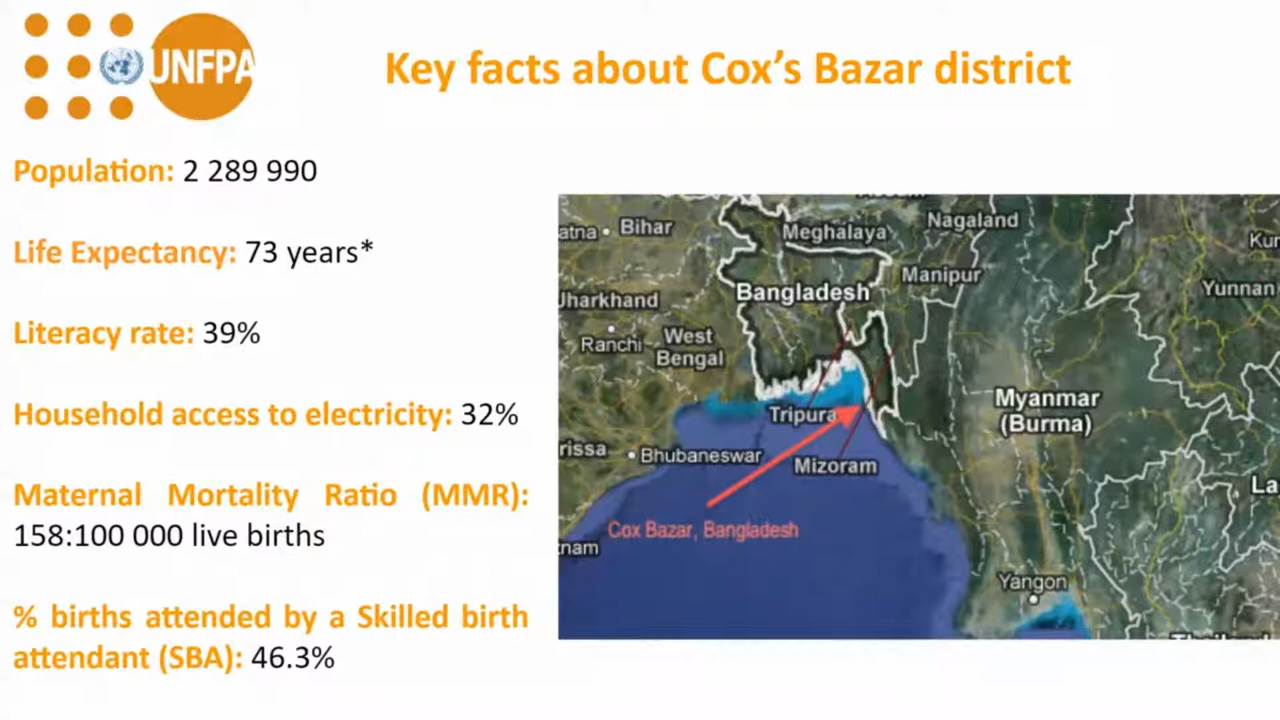 UNFPA
Key facts about Cox's Bazar district
Population: 2 289 990
Life Expectancy: 73 years*
Literacy rate: 39%
Household access to electricity: 32%
Maternal Mortality Ratio (MMR):
158:100 000 live births
% births attended by a Skilled birth
attendant (SBA): 46.3%
Nagaland
Bihar
Meghalaya
Manipur
Bangladesh
Yunnan
Jharkhand
Ranchi
West
Bengal
Myanmar
(Burma)
Tripura
Bhubaneswar
Mizoram
Cox Bazar, Bangladesh
Yangon